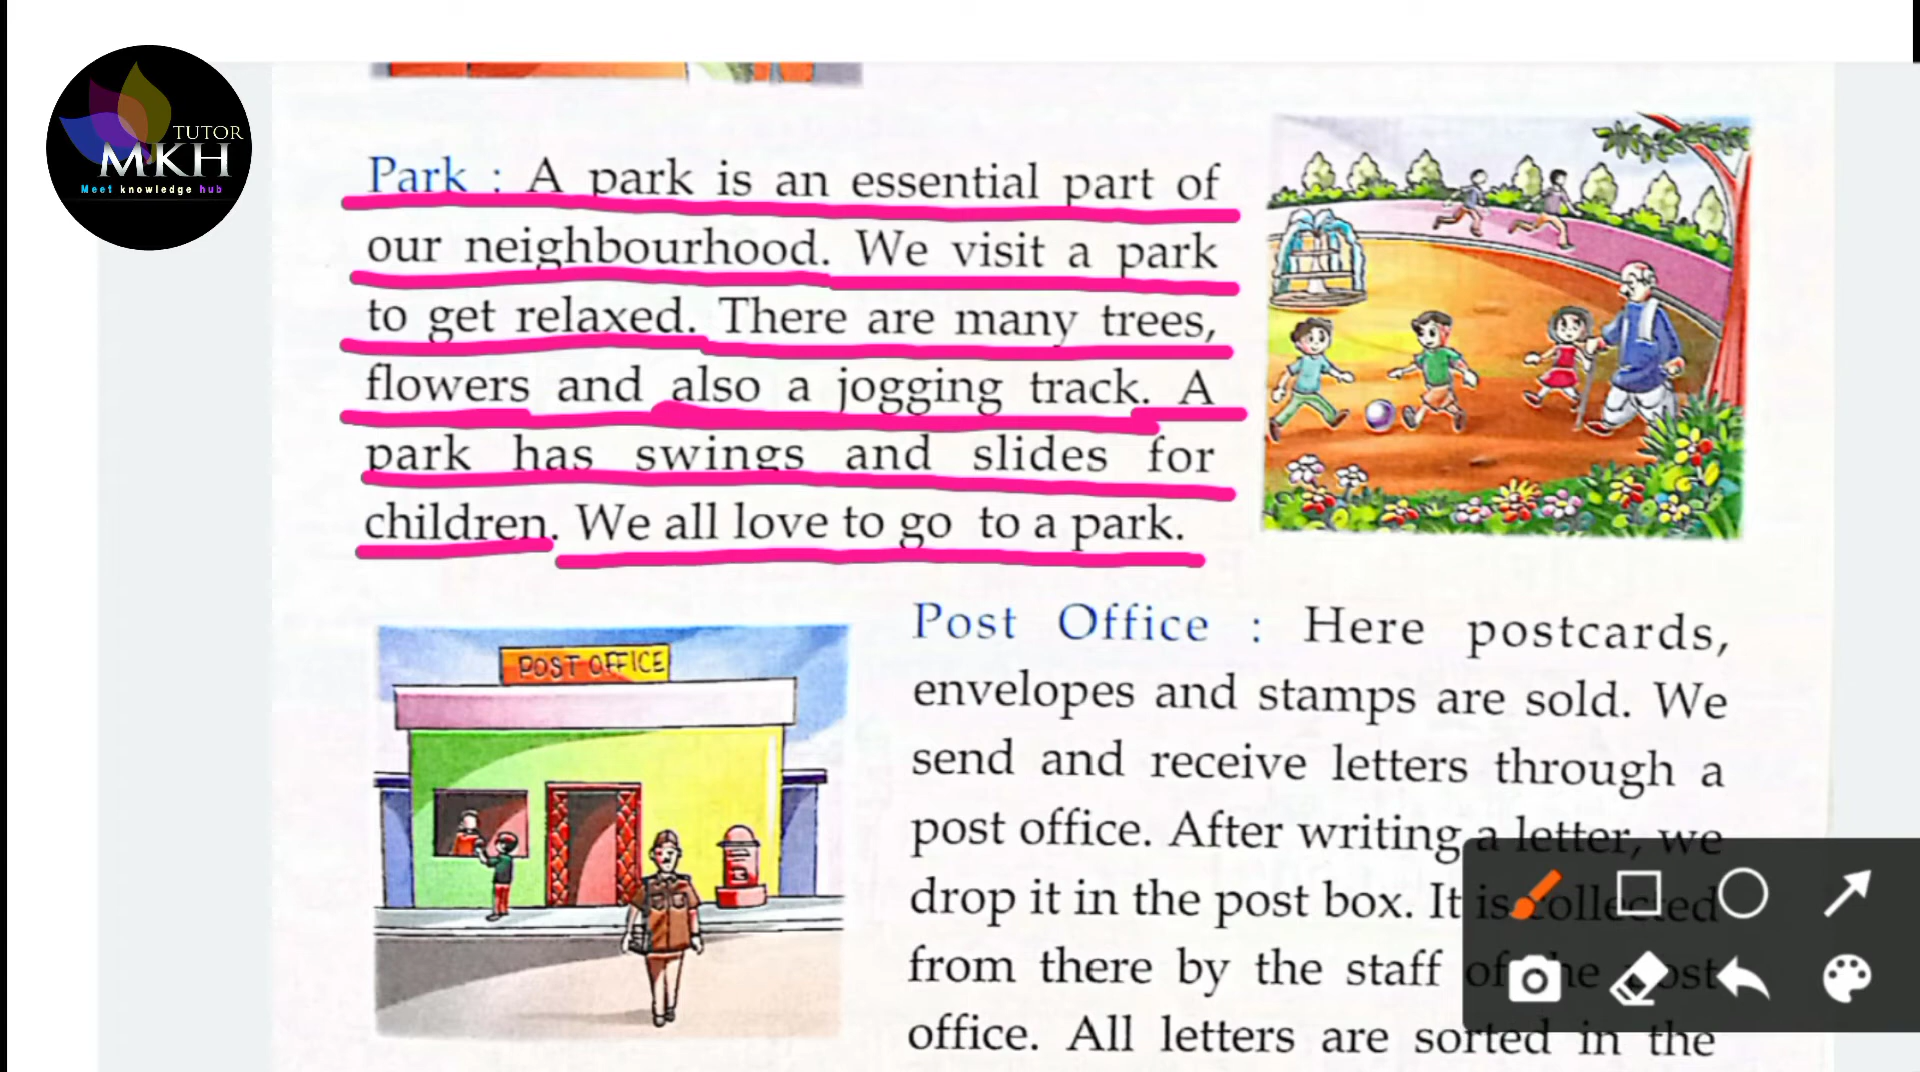 TUTOR
MKH
Meet knowledge hub
Park : A park is an essential part of
our neighbourhood. We visit a park
to get relaxed. There are many trees,
flowers and also a jogging track. A
park has swings and slides for
children. We all love to go to a park.
POST OFFICE
Post Office : Here postcards,
envelopes and stamps are sold. We
send and receive letters through a
post office. After writing a letter, we
drop it in the post box. It is collected
from there by the staff of the post
office. All letters are sorted in the